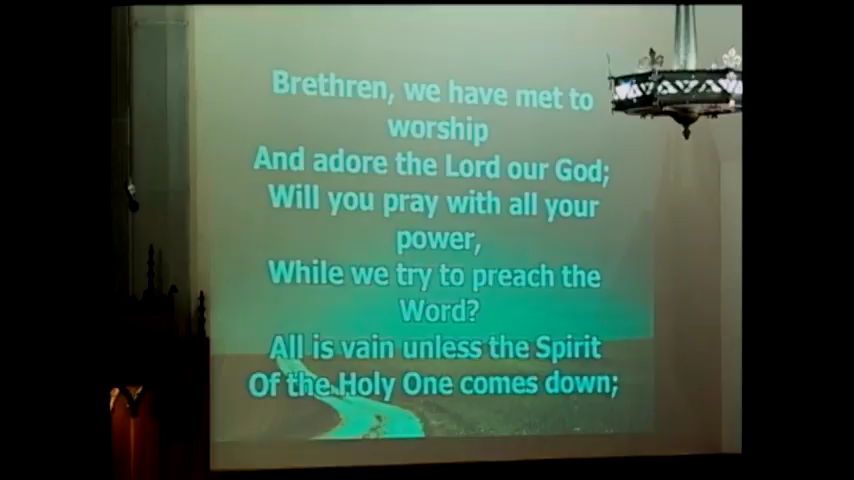 Brethren, we have met to
worship
And adore the Lord our God;
Will you pray with all your
power,
While we try to preach the
Word?
All is vain unless the Spirit
Of the Holy One comes down;